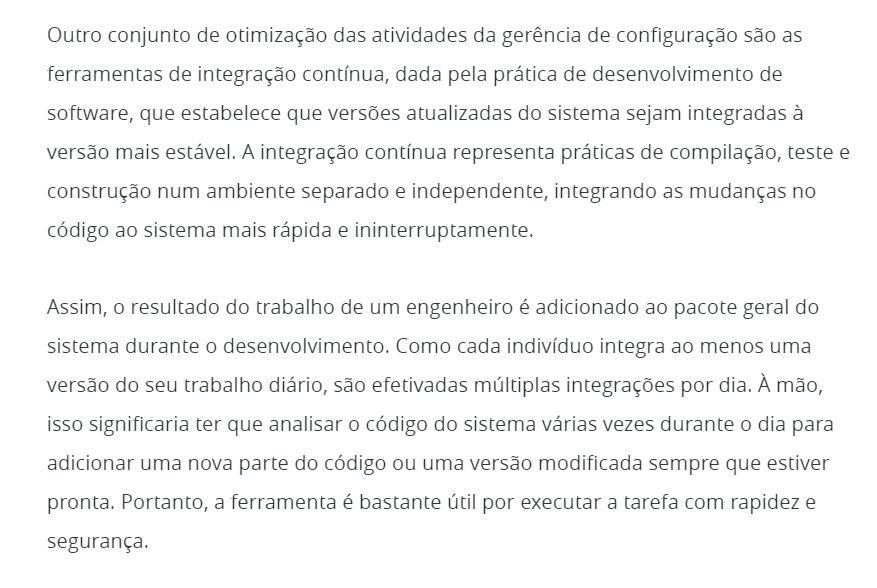 Outro conjunto de otimização das atividades da gerência de configuração são as
ferramentas de integração contínua, dada pela prática de desenvolvimento de
software, que estabelece que versões atualizadas do sistema sejam integradas à
versão mais estável. A integração contínua representa práticas de compilação, teste e
construção num ambiente separado e independente, integrando as mudanças no
código ao sistema mais rápida e ininterruptamente.
Assim, o resultado do trabalho de um engenheiro é adicionado ao pacote geral do
sistema durante o desenvolvimento. Como cada indivíduo integra ao menos uma
versão do seu trabalho diário, são efetivadas múltiplas integrações por dia. À mão,
isso significaria ter que analisar o código do sistema várias vezes durante o dia para
adicionar uma nova parte do código ou uma versão modificada sempre que estiver
pronta. Portanto, a ferramenta é bastante útil por executar a tarefa com rapidez e
segurança.